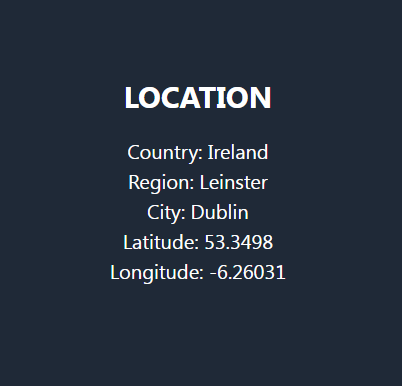 LOCATION
Country: Ireland
Region: Leinster
City: Dublin
Latitude: 53.3498
Longitude: -6.26031